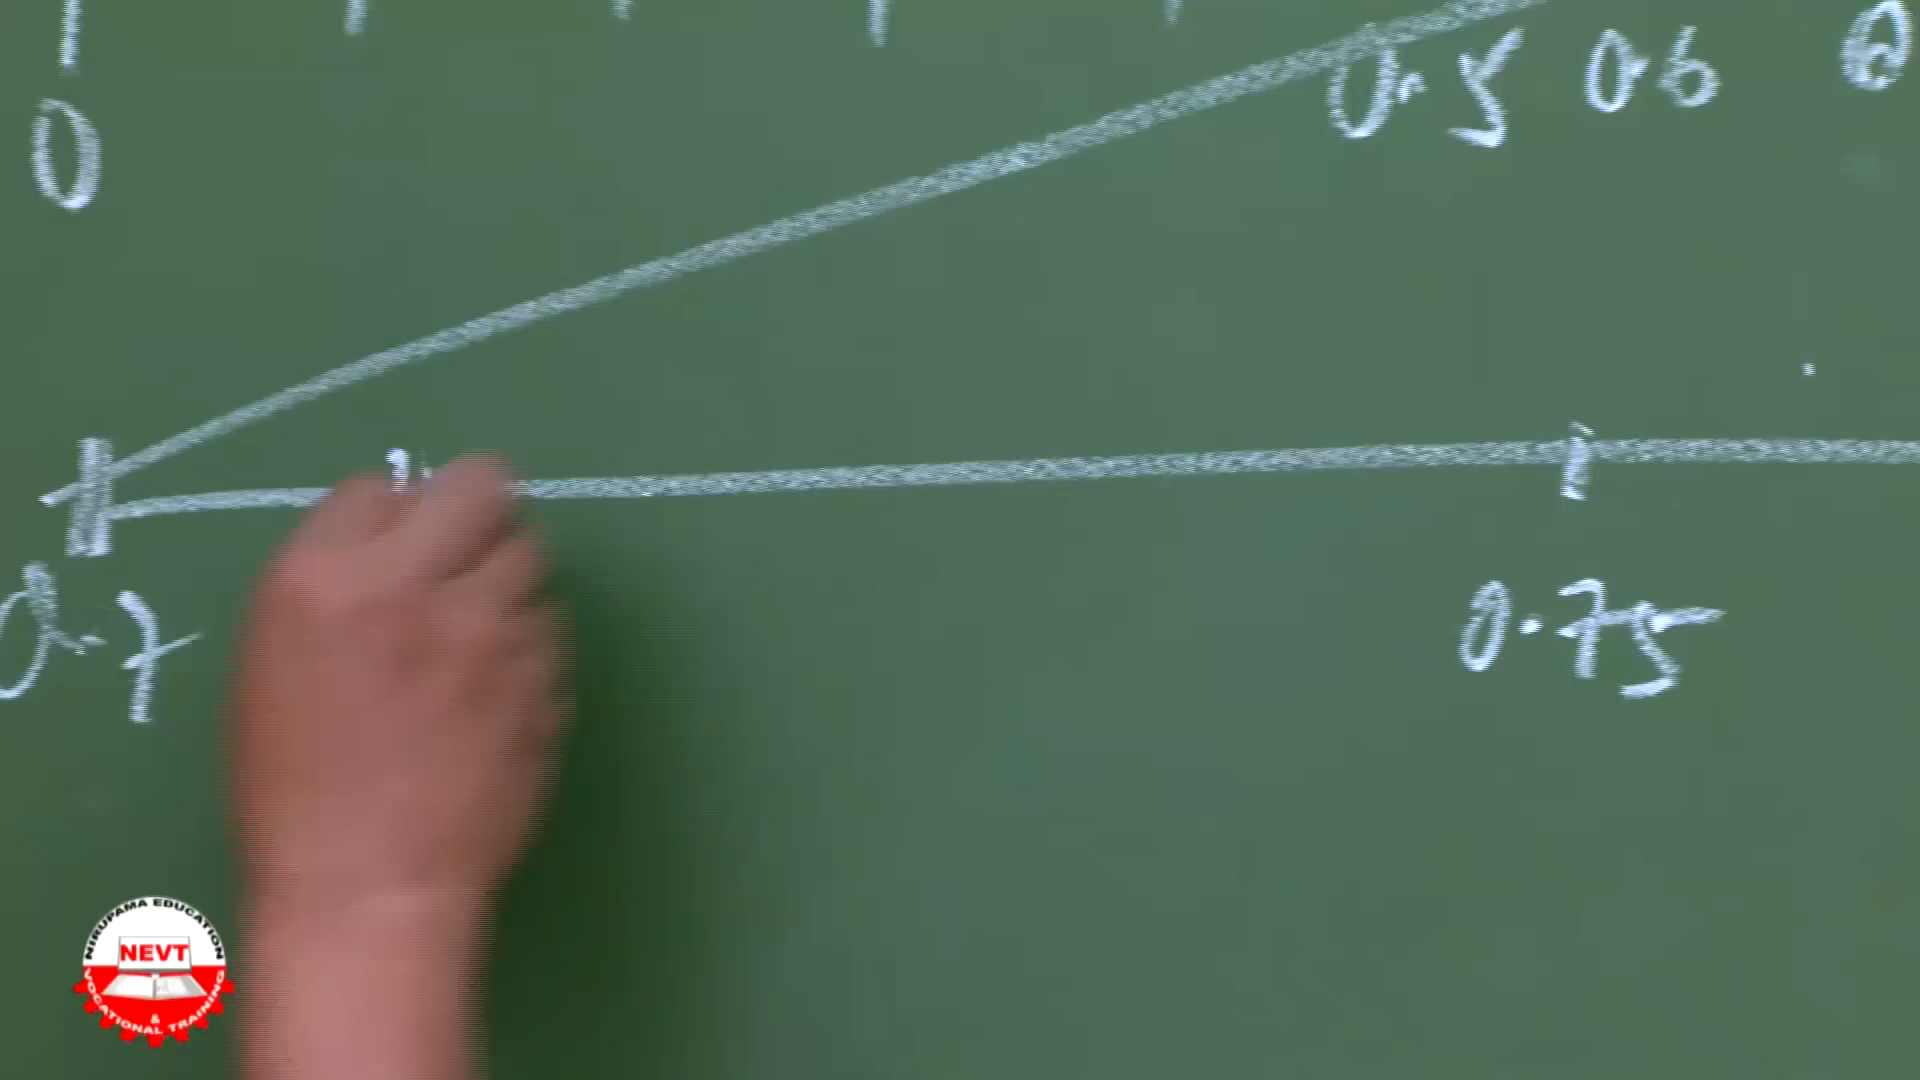 0.5 0.6
0
0.7 0.75
NIRUPAMA EDUCATION
NEVT
&
VOCATIONAL TRAINING